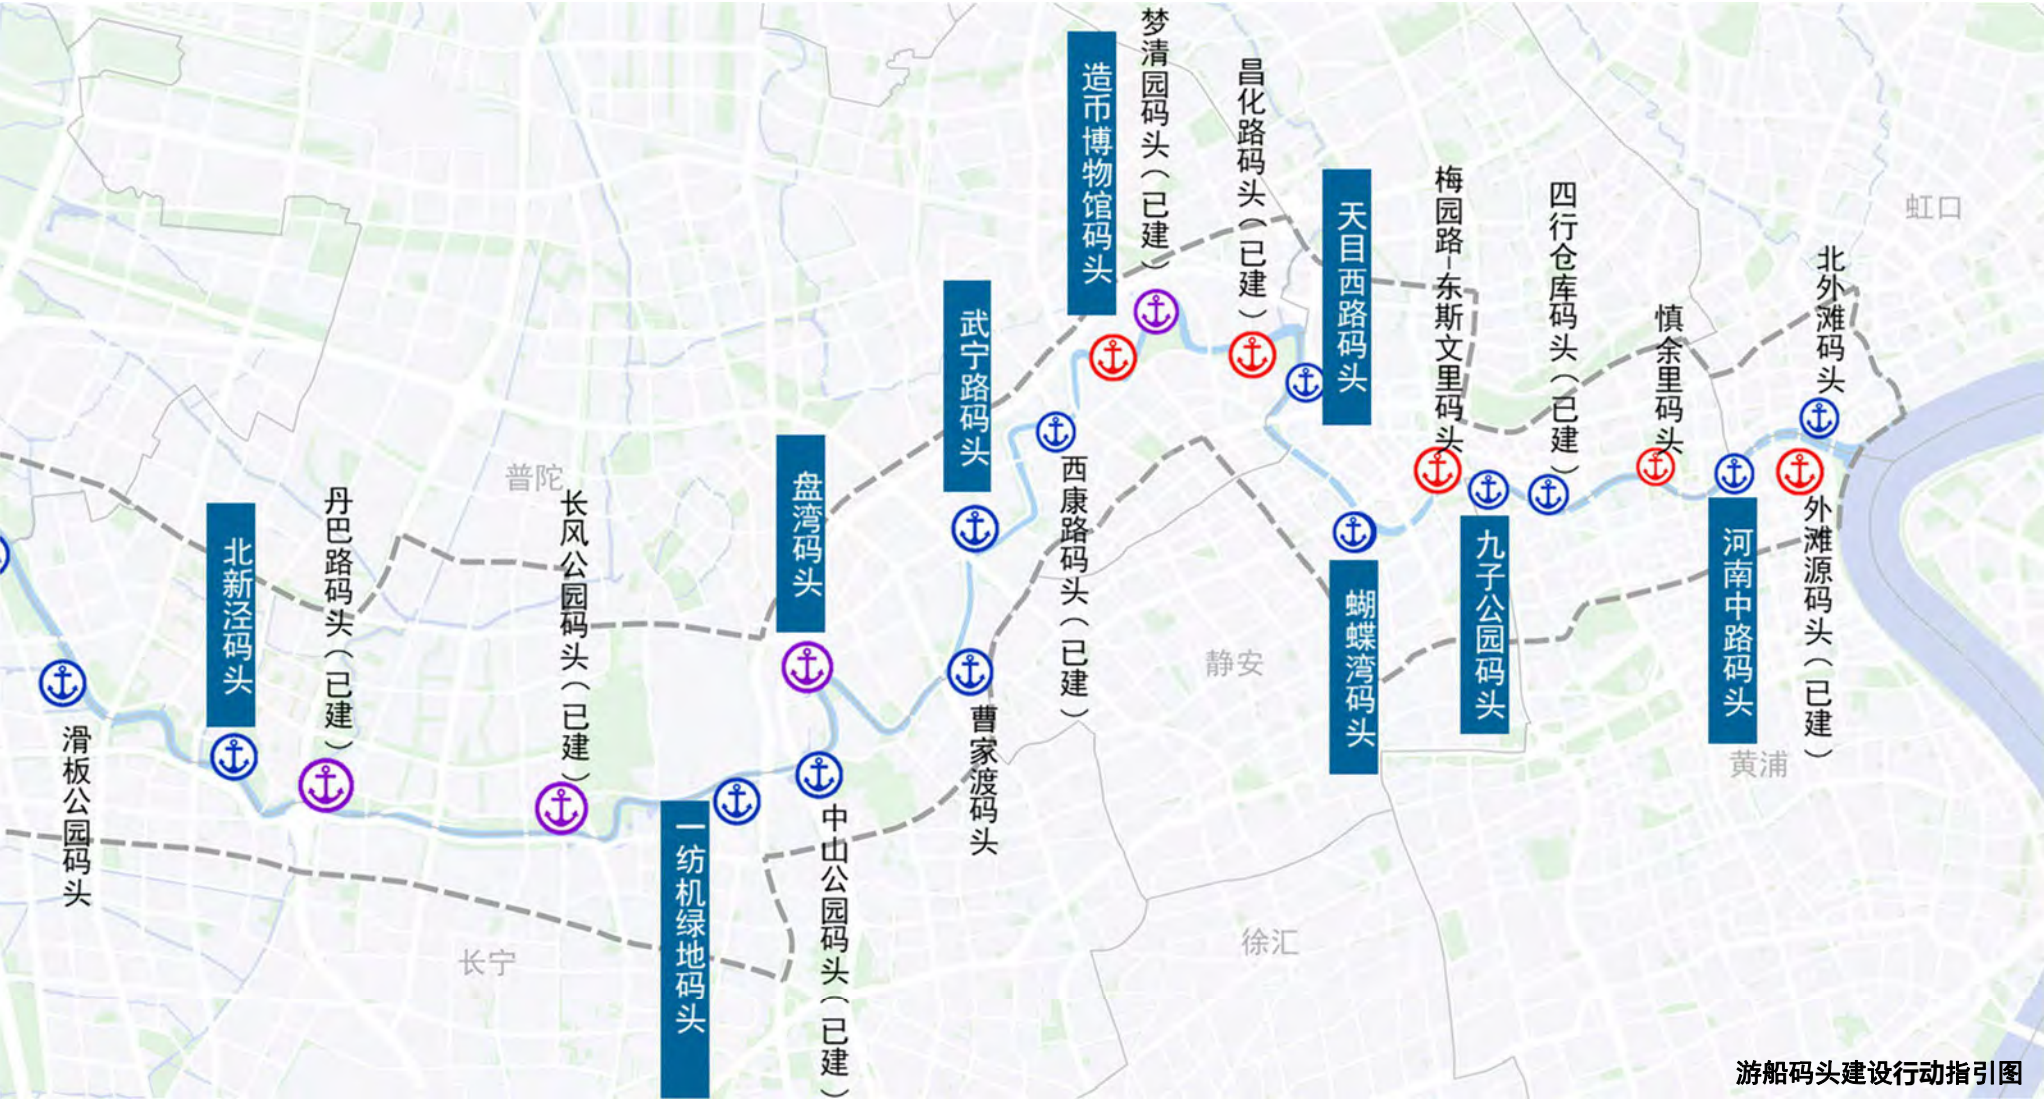 滑板公园码头
北新泾码头
丹巴路码头（已建）
长风公园码头（已建）
普陀
长宁
一纺机绿地码头
盘湾码头
中山公园码头（已建）
武宁路码头
曹家渡码头
西康路码头（已建）
造币博物馆码头
梦清园码头（已建）
昌化路码头（已建）
天目西路码头
静安
徐汇
蝴蝶湾码头
梅园路-东斯文里码头
九子公园码头
四行仓库码头（已建）
慎余里码头
河南中路码头
北外滩码头
外滩源码头（已建）
虹口
黄浦
游船码头建设行动指引图